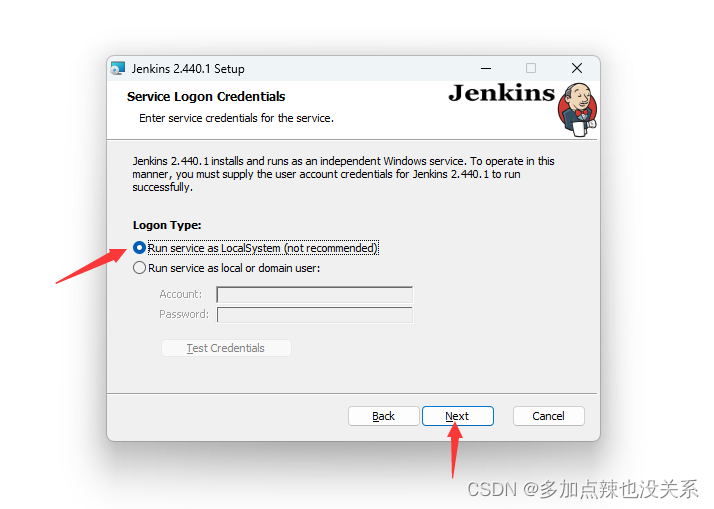 Jenkins 2.440.1 Setup
Service Logon Credentials
Jenkins
Enter service credentials for the service.
Jenkins 2.440.1 installs and runs as an independent Windows service. To operate in this
manner, you must supply the user account credentials for Jenkins 2.440.1 to run
successfully.
Logon Type:
Run service as LocalSystem (not recommended)
Run service as local or domain user:
Account:
Password:
Test Credentials
Back Next Cancel
CSDN @多加点辣也没关系